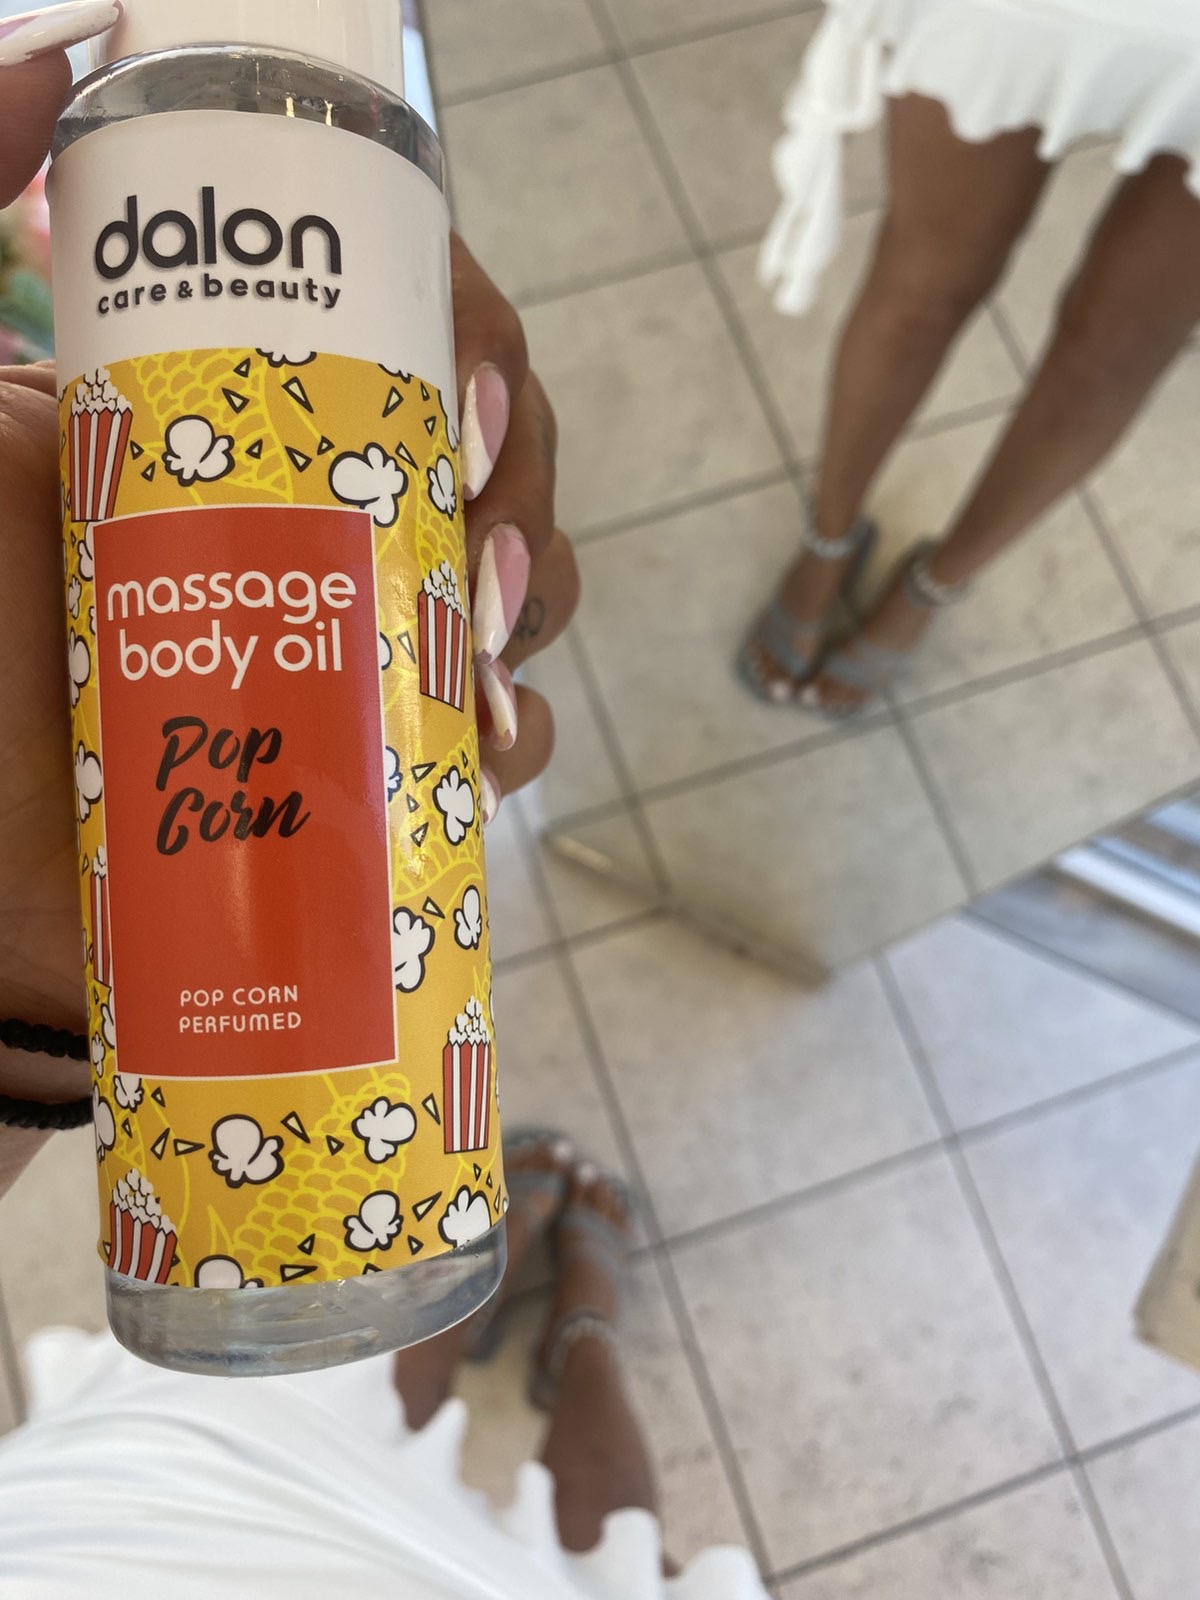 dalon
care & beauty
massage
body oil
Pop
Corn
POP CORN
PERFUMED